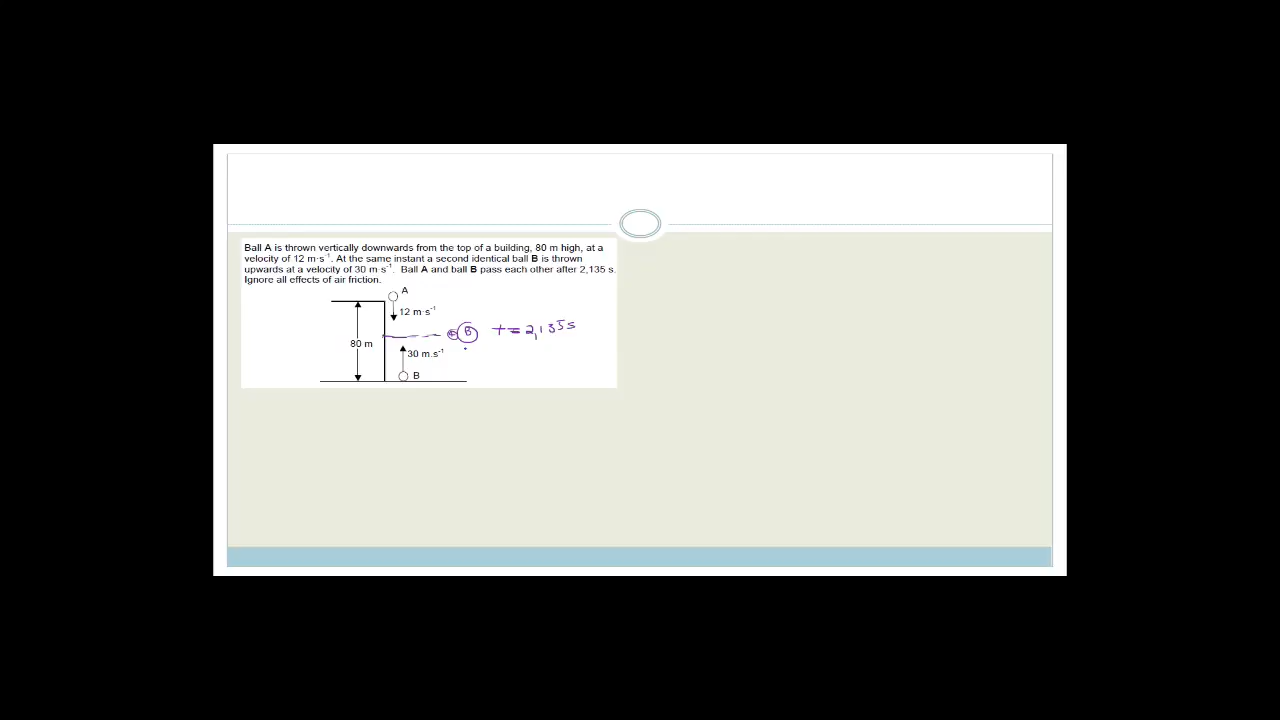 Ball A is thrown vertically downwards from the top of a building, 80 m high, at a
velocity of 12 m·s⁻¹. At the same instant a second identical ball B is thrown
upwards at a velocity of 30 m·s⁻¹. Ball A and ball B pass each other after 2,135 s.
Ignore all effects of air friction.
A
12 m·s⁻¹
B t = 2,135s
80 m
30 m.s⁻¹
B